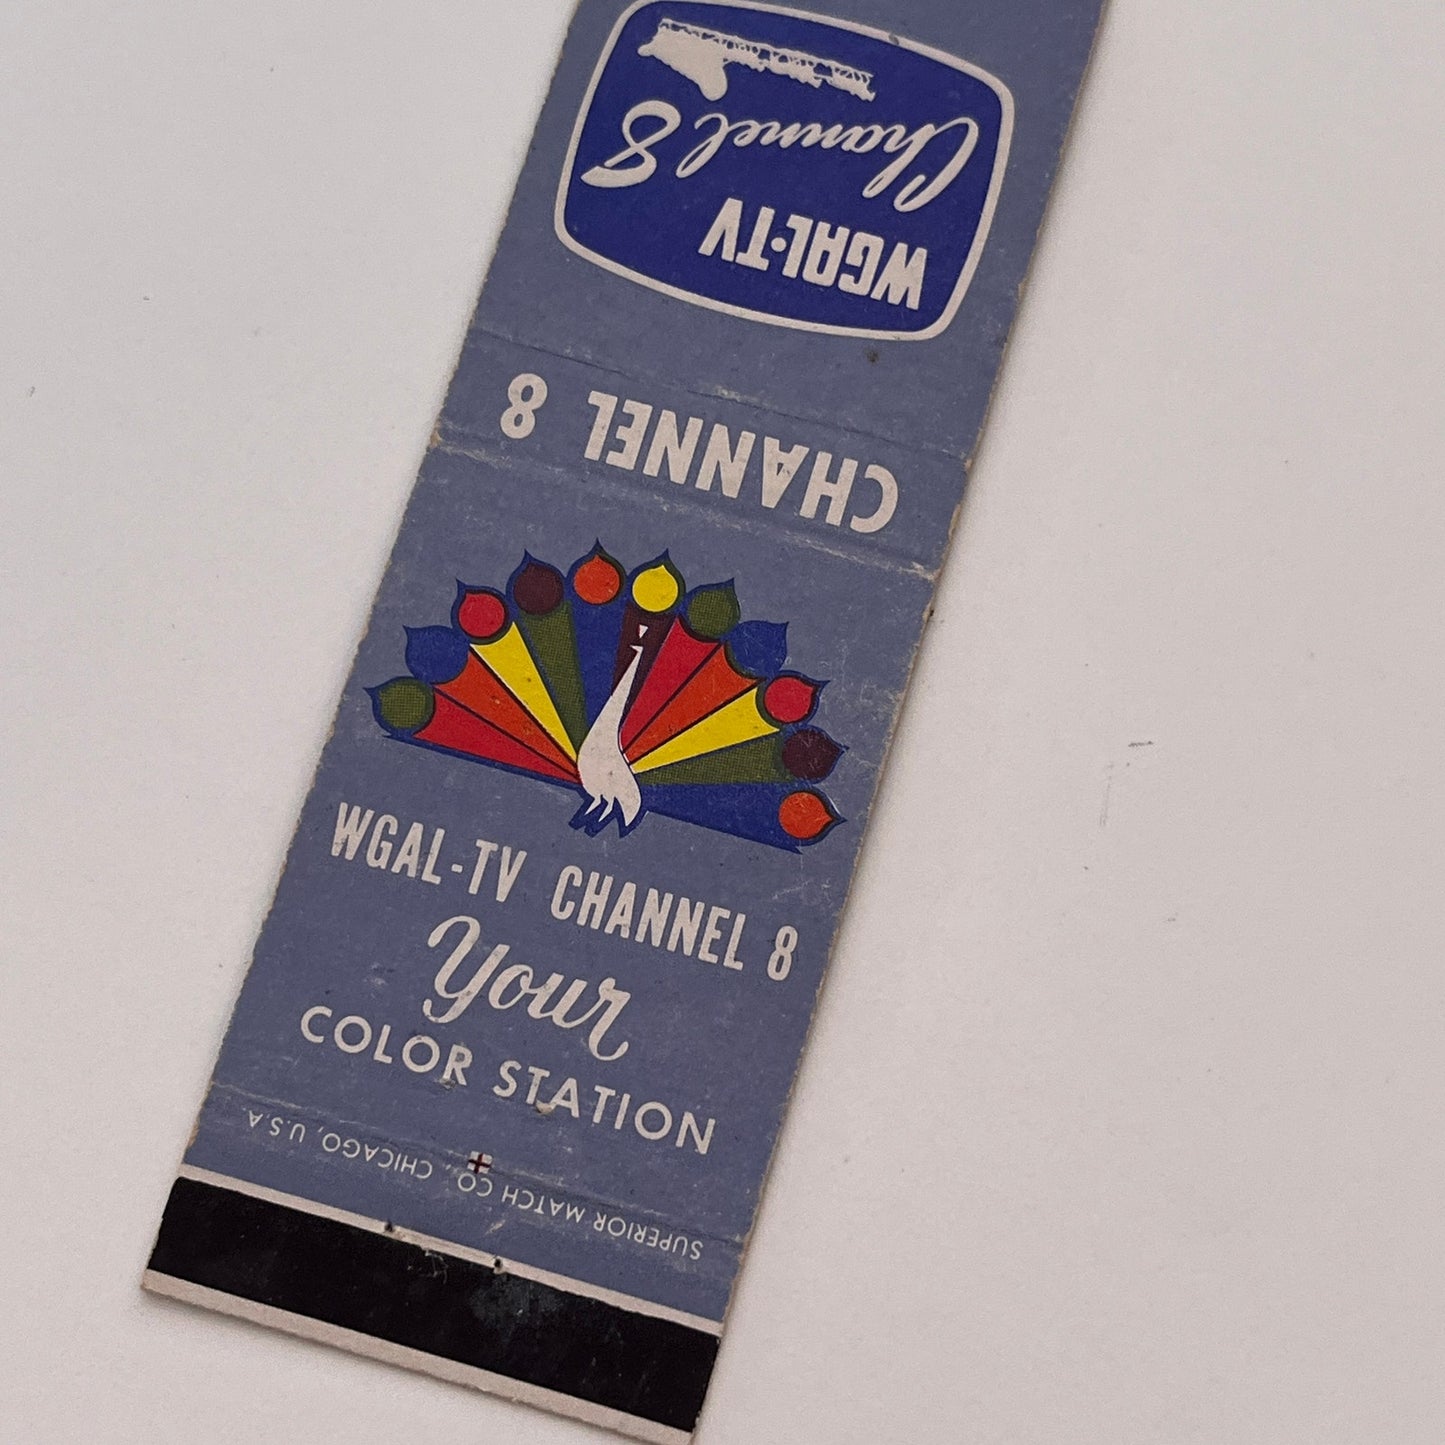 WGAL-TV
Channel 8
CHANNEL 8
WGAL-TV CHANNEL 8
Your
COLOR STATION
SUPERIOR MATCH CO., CHICAGO, U.S.A.